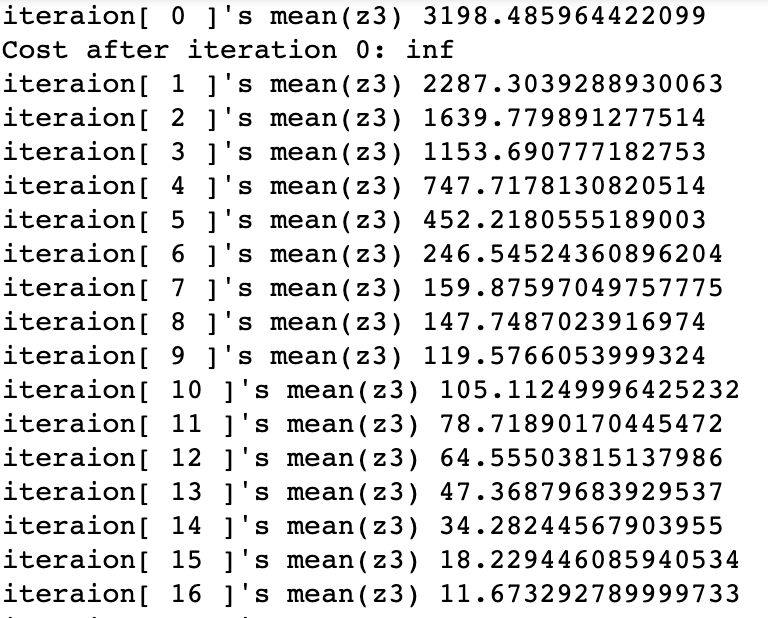 iteraion[ 0 ]'s mean(z3) 3198.485964422099
Cost after iteration 0: inf
iteraion[ 1 ]'s mean(z3) 2287.3039288930063
iteraion[ 2 ]'s mean(z3) 1639.779891277514
iteraion[ 3 ]'s mean(z3) 1153.690777182753
iteraion[ 4 ]'s mean(z3) 747.7178130820514
iteraion[ 5 ]'s mean(z3) 452.2180555189003
iteraion[ 6 ]'s mean(z3) 246.54524360896204
iteraion[ 7 ]'s mean(z3) 159.87597049757775
iteraion[ 8 ]'s mean(z3) 147.7487023916974
iteraion[ 9 ]'s mean(z3) 119.5766053999324
iteraion[ 10 ]'s mean(z3) 105.11249996425232
iteraion[ 11 ]'s mean(z3) 78.71890170445472
iteraion[ 12 ]'s mean(z3) 64.55503815137986
iteraion[ 13 ]'s mean(z3) 47.36879683929537
iteraion[ 14 ]'s mean(z3) 34.28244567903955
iteraion[ 15 ]'s mean(z3) 18.229446085940534
iteraion[ 16 ]'s mean(z3) 11.673292789999733